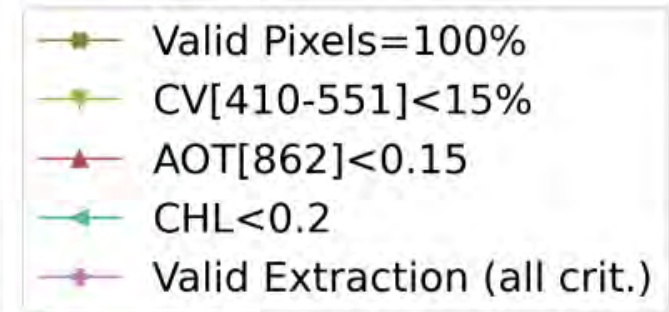 Valid Pixels=100%
CV[410-551]<15%
AOT[862]<0.15
CHL<0.2
Valid Extraction (all crit.)